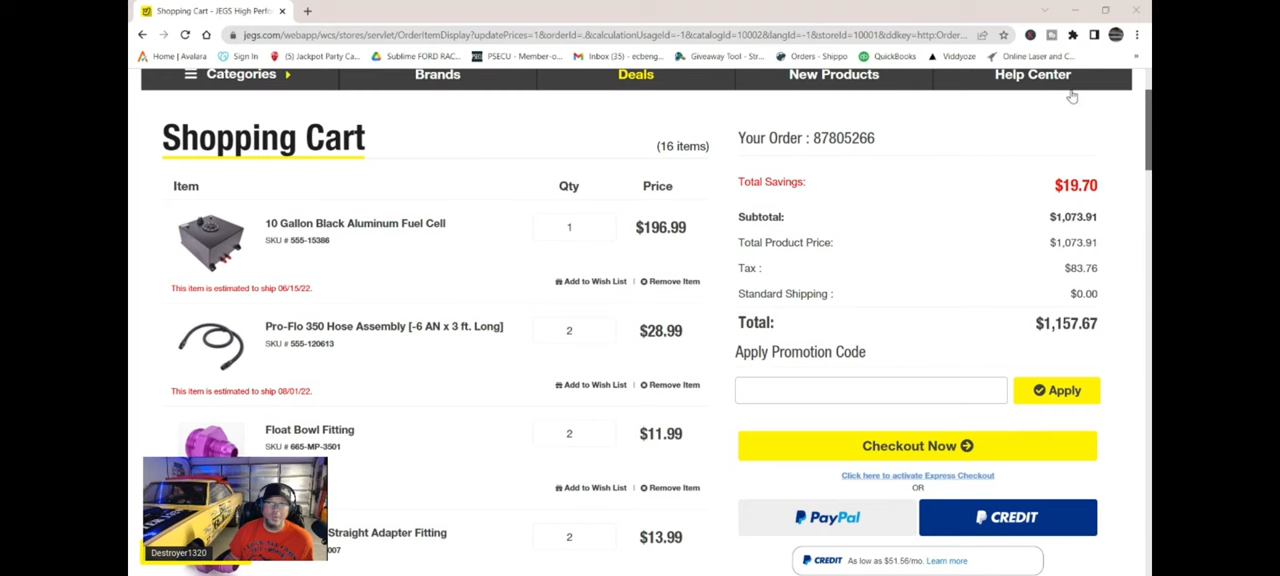 Shopping Cart - JEGS High Perfo
jegs.com/webapp/wcs/stores/servlet/OrderItemDisplay?updatePrices=1&orderId=.&calculationUsageId=-1&catalogId=10002&langId=-1&storeId=10001&ddkey=http:Order...
Home | Avalara
Sign In
(5) Jackpot Party Ca...
Sublime FORD RAC...
PSECU - Member-o...
Inbox (35) - ecbeng...
Giveaway Tool - Str...
Orders · Shippo
QuickBooks
Viddyoze
Online Laser and C...
Categories
Brands
Deals
New Products
Help Center
Shopping Cart
(16 items)
Item
Qty
Price
10 Gallon Black Aluminum Fuel Cell
SKU # 555-15386
1
$196.99
Add to Wish List | Remove Item
This item is estimated to ship 06/15/22.
Pro-Flo 350 Hose Assembly [-6 AN x 3 ft. Long]
SKU # 555-120613
2
$28.99
Add to Wish List | Remove Item
This item is estimated to ship 08/01/22.
Float Bowl Fitting
SKU # 665-MP-3501
2
$11.99
Add to Wish List | Remove Item
Straight Adapter Fitting
007
2
$13.99
Destroyer1320
Your Order : 87805266
Total Savings: $19.70
Subtotal: $1,073.91
Total Product Price: $1,073.91
Tax : $83.76
Standard Shipping : $0.00
Total: $1,157.67
Apply Promotion Code
Apply
Checkout Now
Click here to activate Express Checkout
OR
PayPal
CREDIT
CREDIT As low as $51.56/mo. Learn more